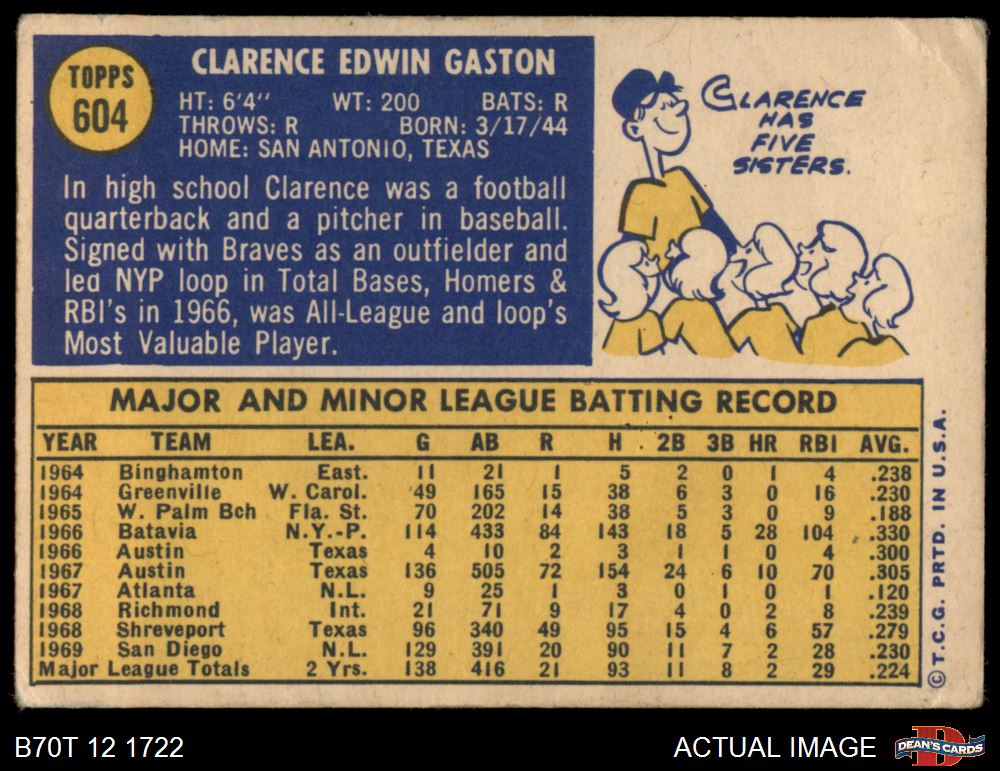 TOPPS
604
CLARENCE EDWIN GASTON
HT: 6'4" WT: 200 BATS: R
THROWS: R BORN: 3/17/44
HOME: SAN ANTONIO, TEXAS
In high school Clarence was a football
quarterback and a pitcher in baseball.
Signed with Braves as an outfielder and
led NYP loop in Total Bases, Homers &
RBI's in 1966, was All-League and loop's
Most Valuable Player.
CLARENCE
HAS
FIVE
SISTERS.
MAJOR AND MINOR LEAGUE BATTING RECORD
YEAR TEAM LEA. G AB R H 2B 3B HR RBI AVG.
1964 Binghamton East. 11 21 1 5 2 0 1 4 .238
1964 Greenville W. Carol. 49 165 15 38 6 3 0 16 .230
1965 W. Palm Bch Fla. St. 70 202 14 38 5 3 0 9 .188
1966 Batavia N.Y.-P. 114 433 84 143 18 5 28 104 .330
1966 Austin Texas 4 10 2 3 1 1 0 4 .300
1967 Austin Texas 136 505 72 154 24 6 10 70 .305
1967 Atlanta N.L. 9 25 1 3 0 1 0 1 .120
1968 Richmond Int. 21 71 9 17 4 0 2 8 .239
1968 Shreveport Texas 96 340 49 95 15 4 6 57 .279
1969 San Diego N.L. 129 391 20 90 11 7 2 28 .230
Major League Totals 2 Yrs. 138 416 21 93 11 8 2 29 .224
©T.C.G. PRTD. IN U.S.A.
B70T 12 1722
ACTUAL IMAGE
D
DEAN'S CARDS